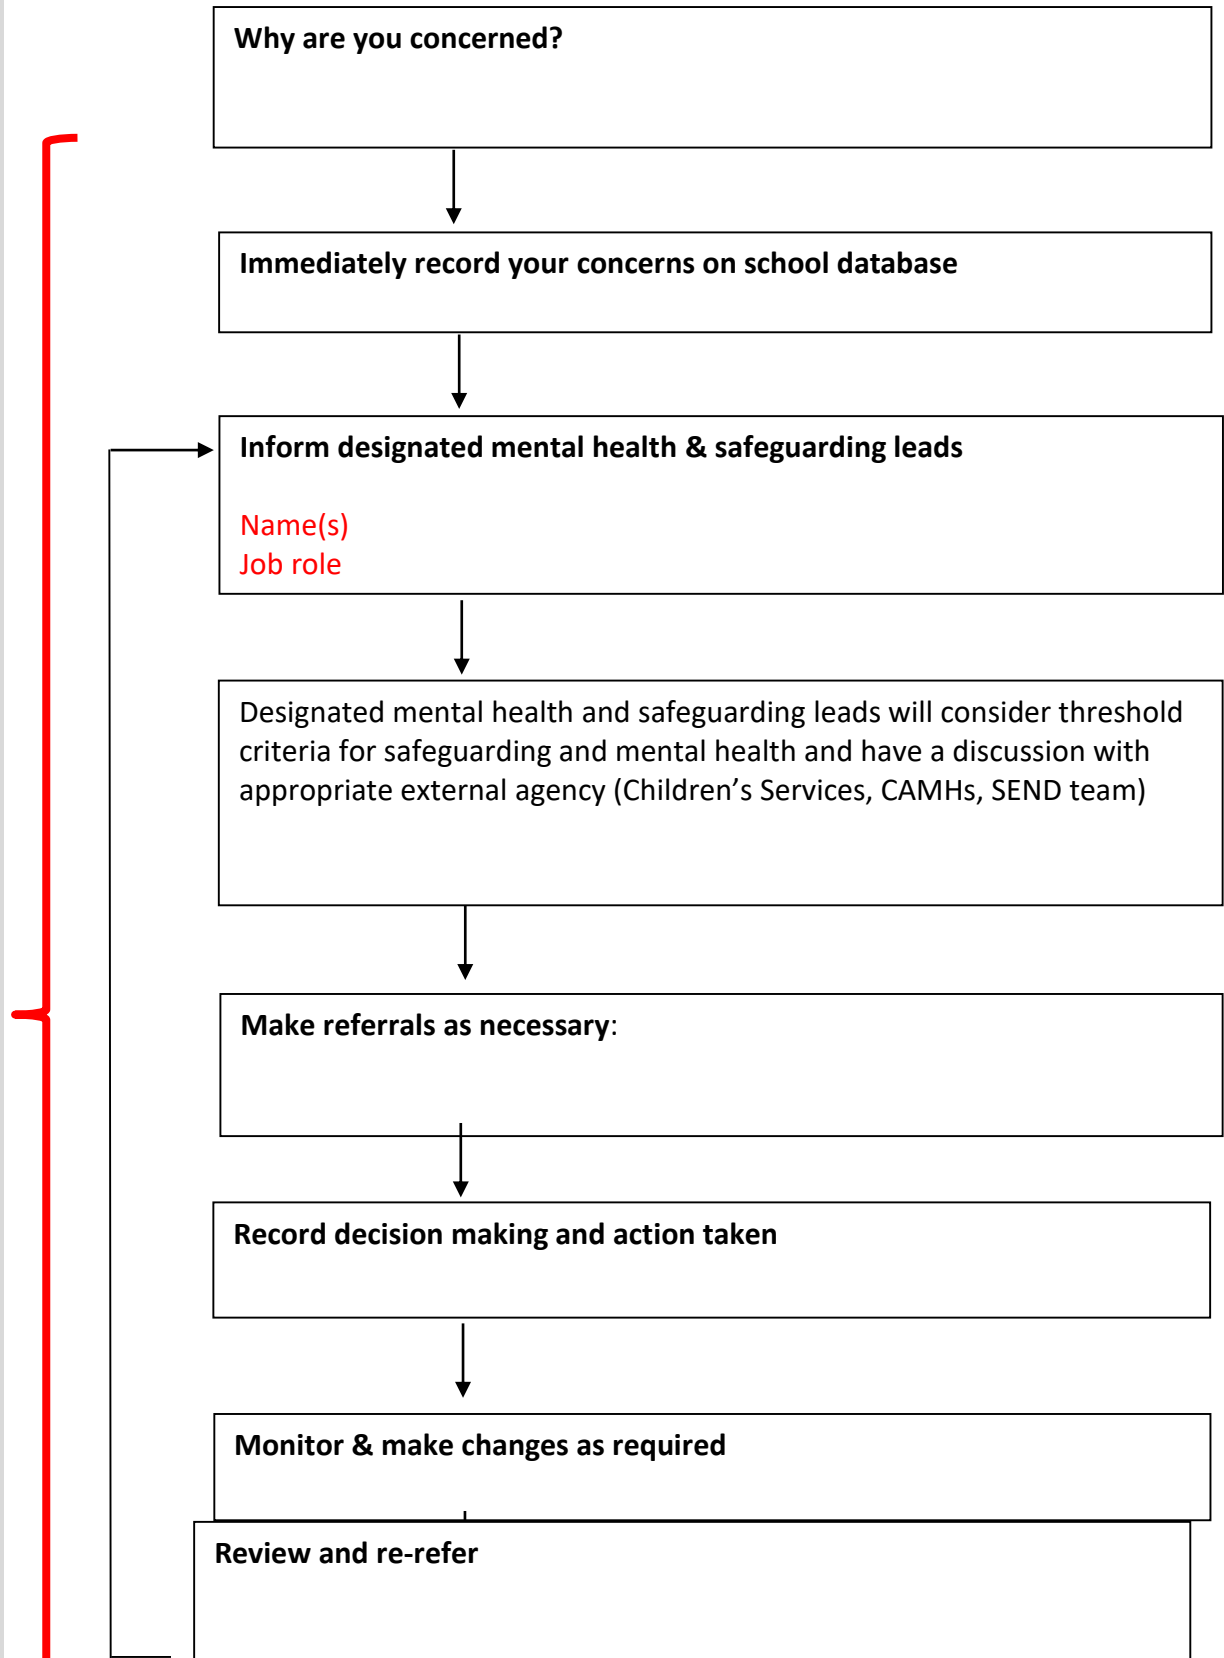 Why are you concerned?
Immediately record your concerns on school database
Inform designated mental health & safeguarding leads
Name(s)
Job role
Designated mental health and safeguarding leads will consider threshold
criteria for safeguarding and mental health and have a discussion with
appropriate external agency (Children’s Services, CAMHs, SEND team)
Make referrals as necessary:
Record decision making and action taken
Monitor & make changes as required
Review and re-refer